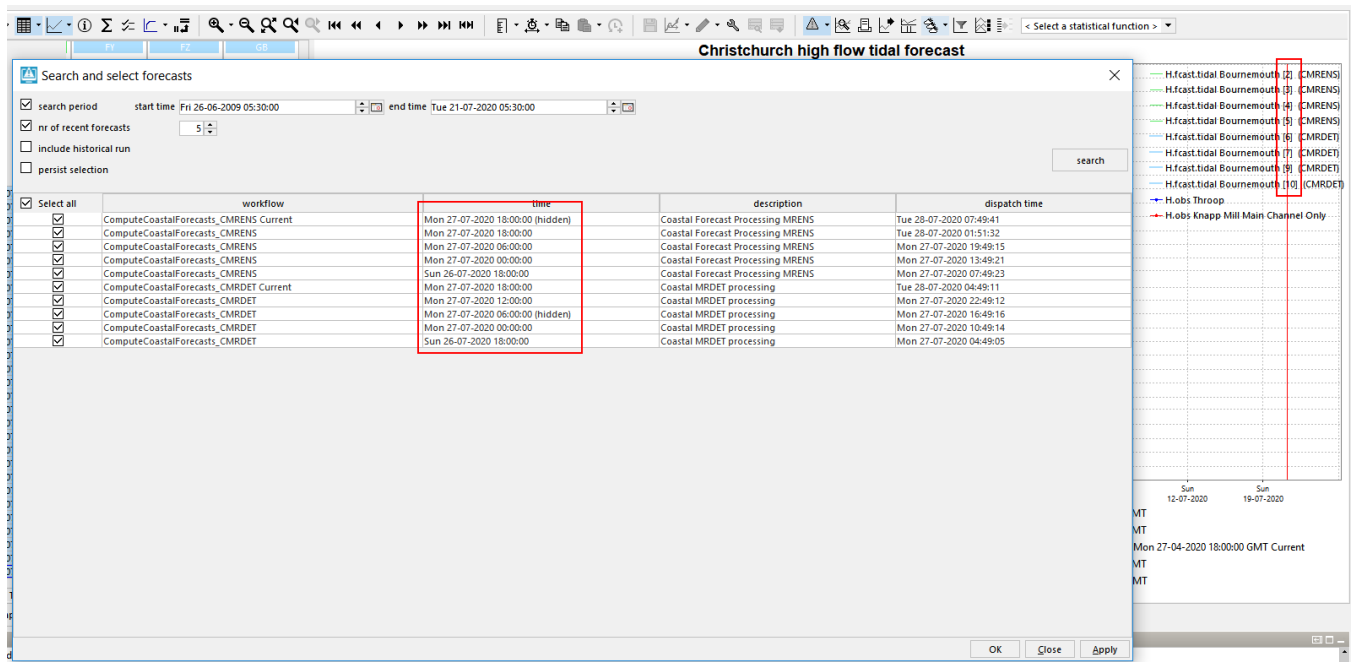 < Select a statistical function >
FY FZ GB
Christchurch high flow tidal forecast
Search and select forecasts
search period start time Fri 26-06-2009 05:30:00 end time Tue 21-07-2020 05:30:00
nr of recent forecasts 5
include historical run
persist selection
search
Select all workflow time description dispatch time
ComputeCoastalForecasts_CMRENS Current Mon 27-07-2020 18:00:00 (hidden) Coastal Forecast Processing MRENS Tue 28-07-2020 07:49:41
ComputeCoastalForecasts_CMRENS Mon 27-07-2020 18:00:00 Coastal Forecast Processing MRENS Tue 28-07-2020 01:51:32
ComputeCoastalForecasts_CMRENS Mon 27-07-2020 06:00:00 Coastal Forecast Processing MRENS Mon 27-07-2020 19:49:15
ComputeCoastalForecasts_CMRENS Mon 27-07-2020 00:00:00 Coastal Forecast Processing MRENS Mon 27-07-2020 13:49:21
ComputeCoastalForecasts_CMRENS Sun 26-07-2020 18:00:00 Coastal Forecast Processing MRENS Mon 27-07-2020 07:49:23
ComputeCoastalForecasts_CMRDET Current Mon 27-07-2020 18:00:00 Coastal MRDET processing Tue 28-07-2020 04:49:11
ComputeCoastalForecasts_CMRDET Mon 27-07-2020 12:00:00 Coastal MRDET processing Mon 27-07-2020 22:49:12
ComputeCoastalForecasts_CMRDET Mon 27-07-2020 06:00:00 (hidden) Coastal MRDET processing Mon 27-07-2020 16:49:16
ComputeCoastalForecasts_CMRDET Mon 27-07-2020 00:00:00 Coastal MRDET processing Mon 27-07-2020 10:49:14
ComputeCoastalForecasts_CMRDET Sun 26-07-2020 18:00:00 Coastal MRDET processing Mon 27-07-2020 04:49:05
OK Close Apply
H.fcast.tidal Bournemouth [2] (CMRENS)
H.fcast.tidal Bournemouth [3] (CMRENS)
H.fcast.tidal Bournemouth [4] (CMRENS)
H.fcast.tidal Bournemouth [5] (CMRENS)
H.fcast.tidal Bournemouth [6] (CMRDET)
H.fcast.tidal Bournemouth [7] (CMRDET)
H.fcast.tidal Bournemouth [9] (CMRDET)
H.fcast.tidal Bournemouth [10] (CMRDET)
H.obs Throop
H.obs Knapp Mill Main Channel Only
Sun Sun
12-07-2020 19-07-2020
MT
MT
Mon 27-04-2020 18:00:00 GMT Current
MT
MT